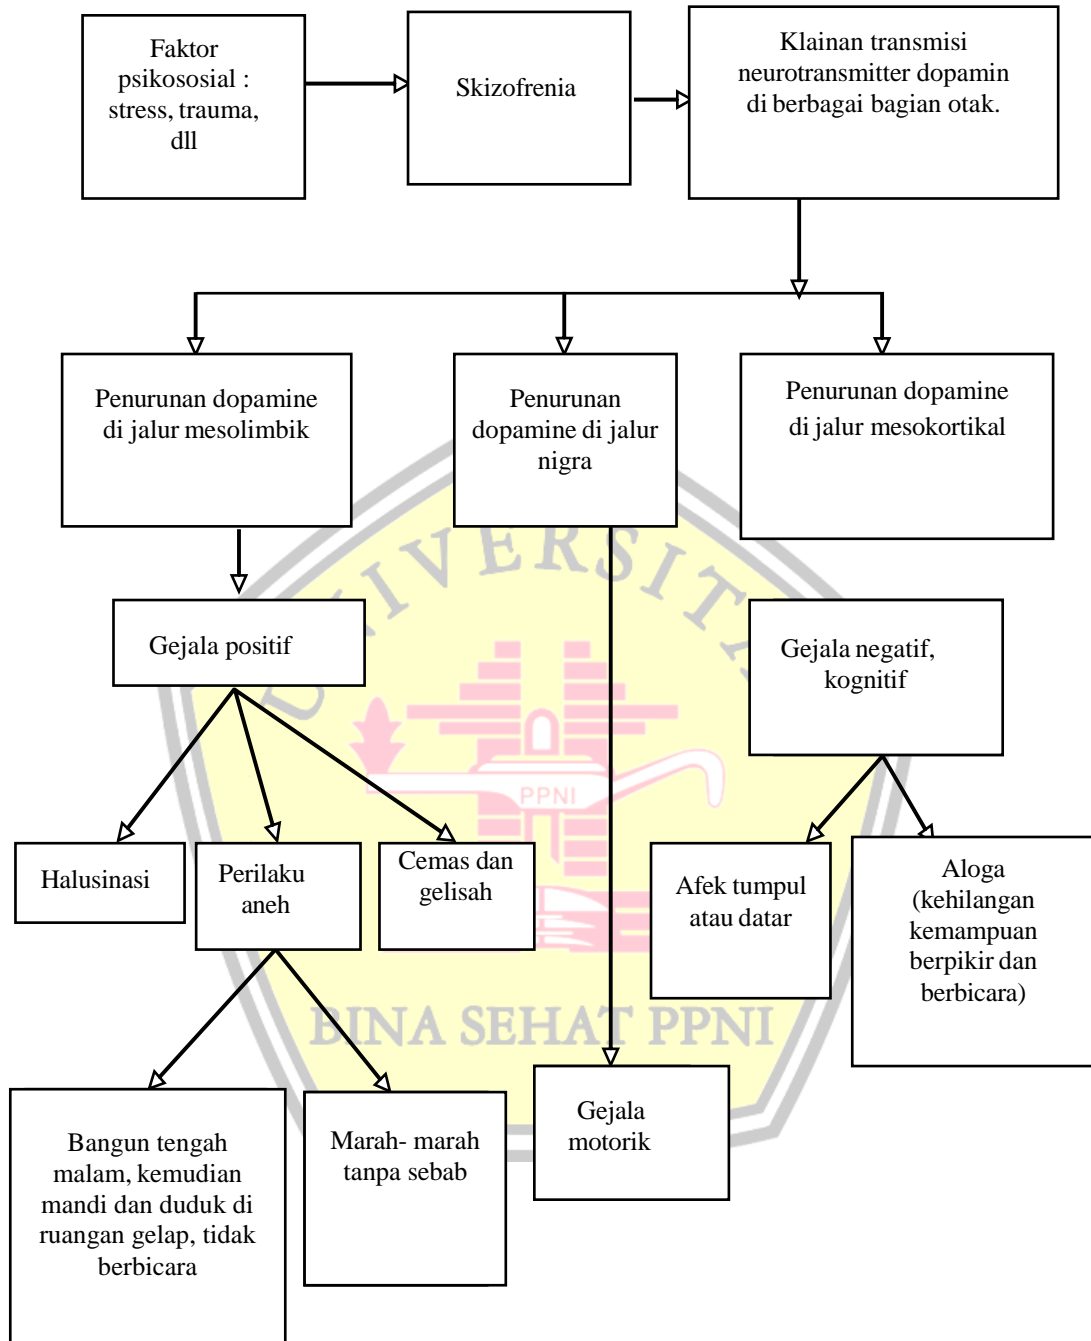 Faktor
psikososial :
stress, trauma,
dll
Skizofrenia
Klainan transmisi
neurotransmitter dopamin
di berbagai bagian otak.
Penurunan dopamine
di jalur mesolimbik
Penurunan
dopamine di jalur
nigra
Penurunan dopamine
di jalur mesokortikal
UNIVERSITA
Gejala positif
Gejala negatif,
kognitif
PPNI
Halusinasi
Perilaku
aneh
Cemas dan
gelisah
Afek tumpul
atau datar
Aloga
(kehilangan
kemampuan
berpikir dan
berbicara)
BINA SEHAT PPNI
Bangun tengah
malam, kemudian
mandi dan duduk di
ruangan gelap, tidak
berbicara
Marah- marah
tanpa sebab
Gejala
motorik